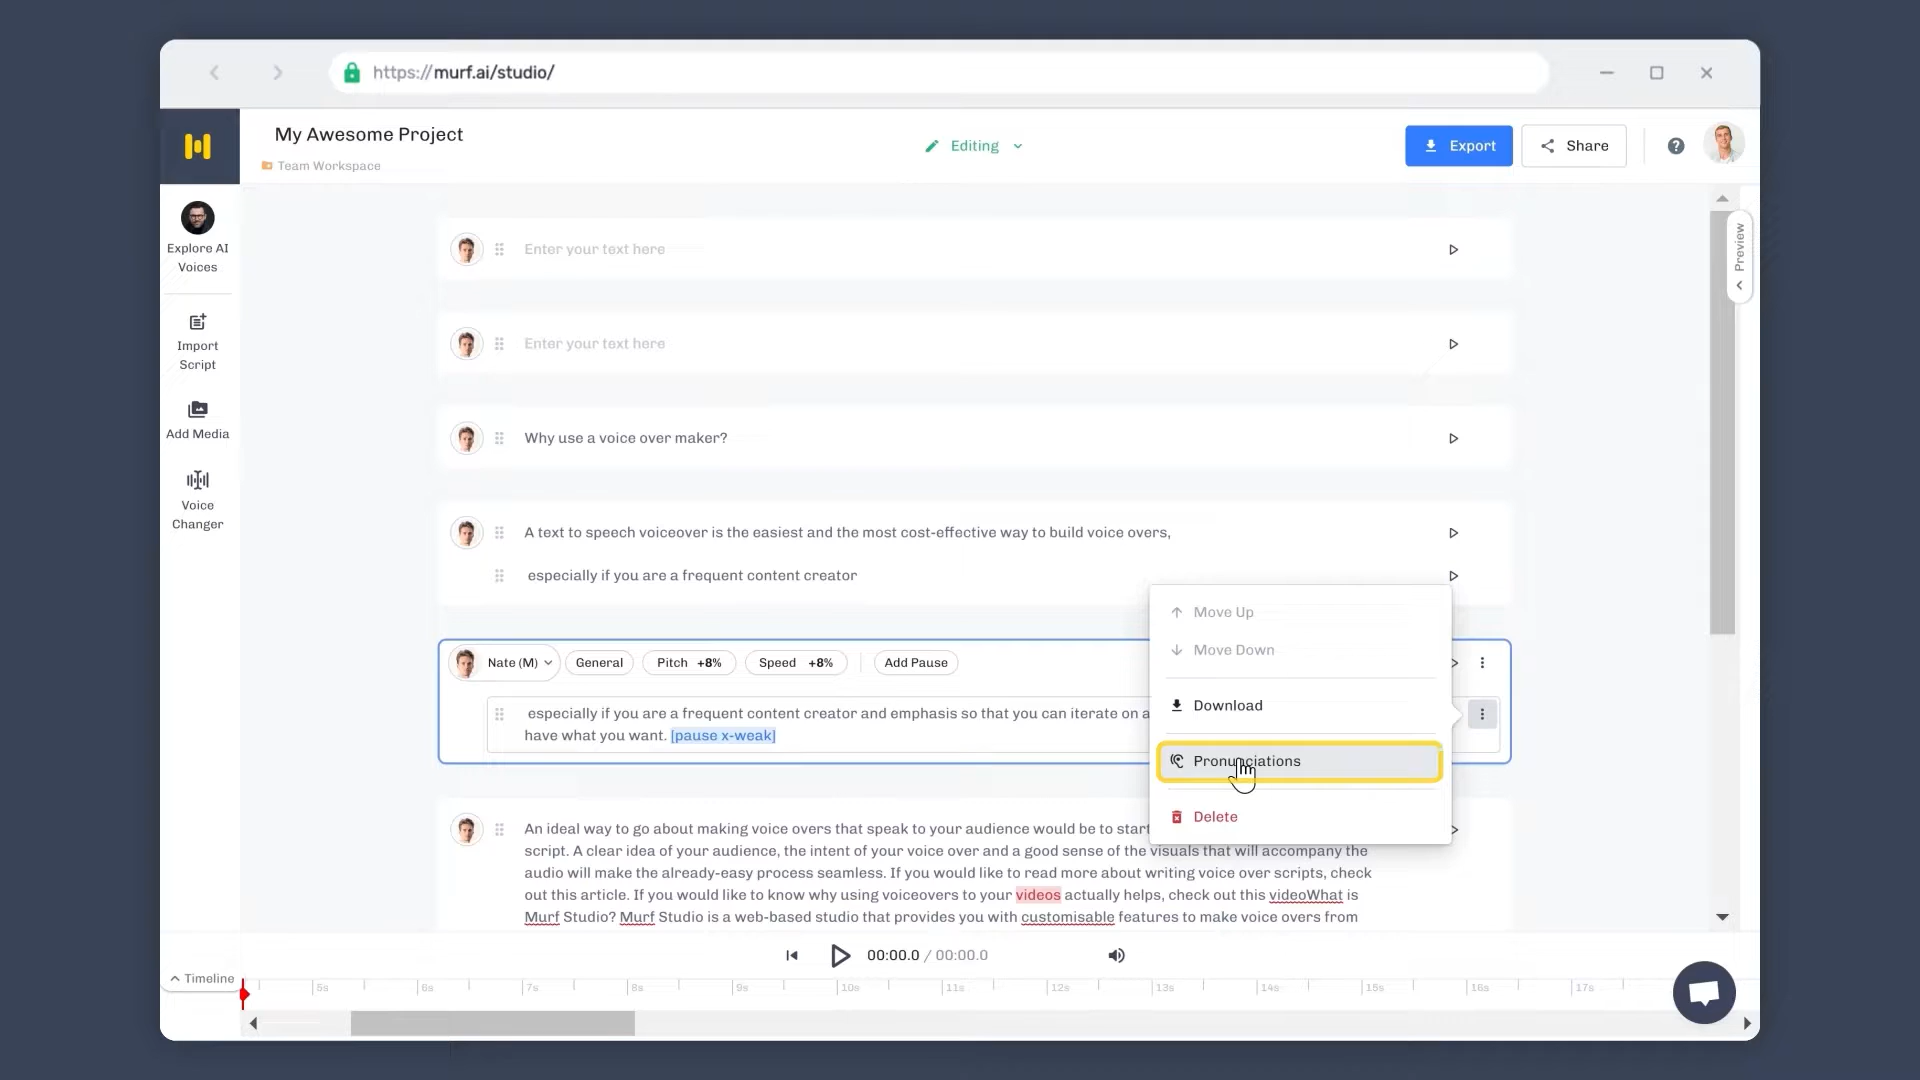 https://murf.ai/studio/
My Awesome Project
Team Workspace
Editing
Export
Share
Explore AI
Voices
Import
Script
Add Media
Voice
Changer
Preview
Enter your text here
Enter your text here
Why use a voice over maker?
A text to speech voiceover is the easiest and the most cost-effective way to build voice overs,
especially if you are a frequent content creator
Nate (M)
General
Pitch +8%
Speed +8%
Add Pause
especially if you are a frequent content creator and emphasis so that you can iterate on a
have what you want. [pause x-weak]
Move Up
Move Down
Download
Pronunciations
Delete
An ideal way to go about making voice overs that speak to your audience would be to start
script. A clear idea of your audience, the intent of your voice over and a good sense of the visuals that will accompany the
audio will make the already-easy process seamless. If you would like to read more about writing voice over scripts, check
out this article. If you would like to know why using voiceovers to your videos actually helps, check out this videoWhat is
Murf Studio? Murf Studio is a web-based studio that provides you with customisable features to make voice overs from
00:00.0 / 00:00.0
Timeline
5s 6s 7s 8s 9s 10s 11s 12s 13s 14s 15s 16s 17s